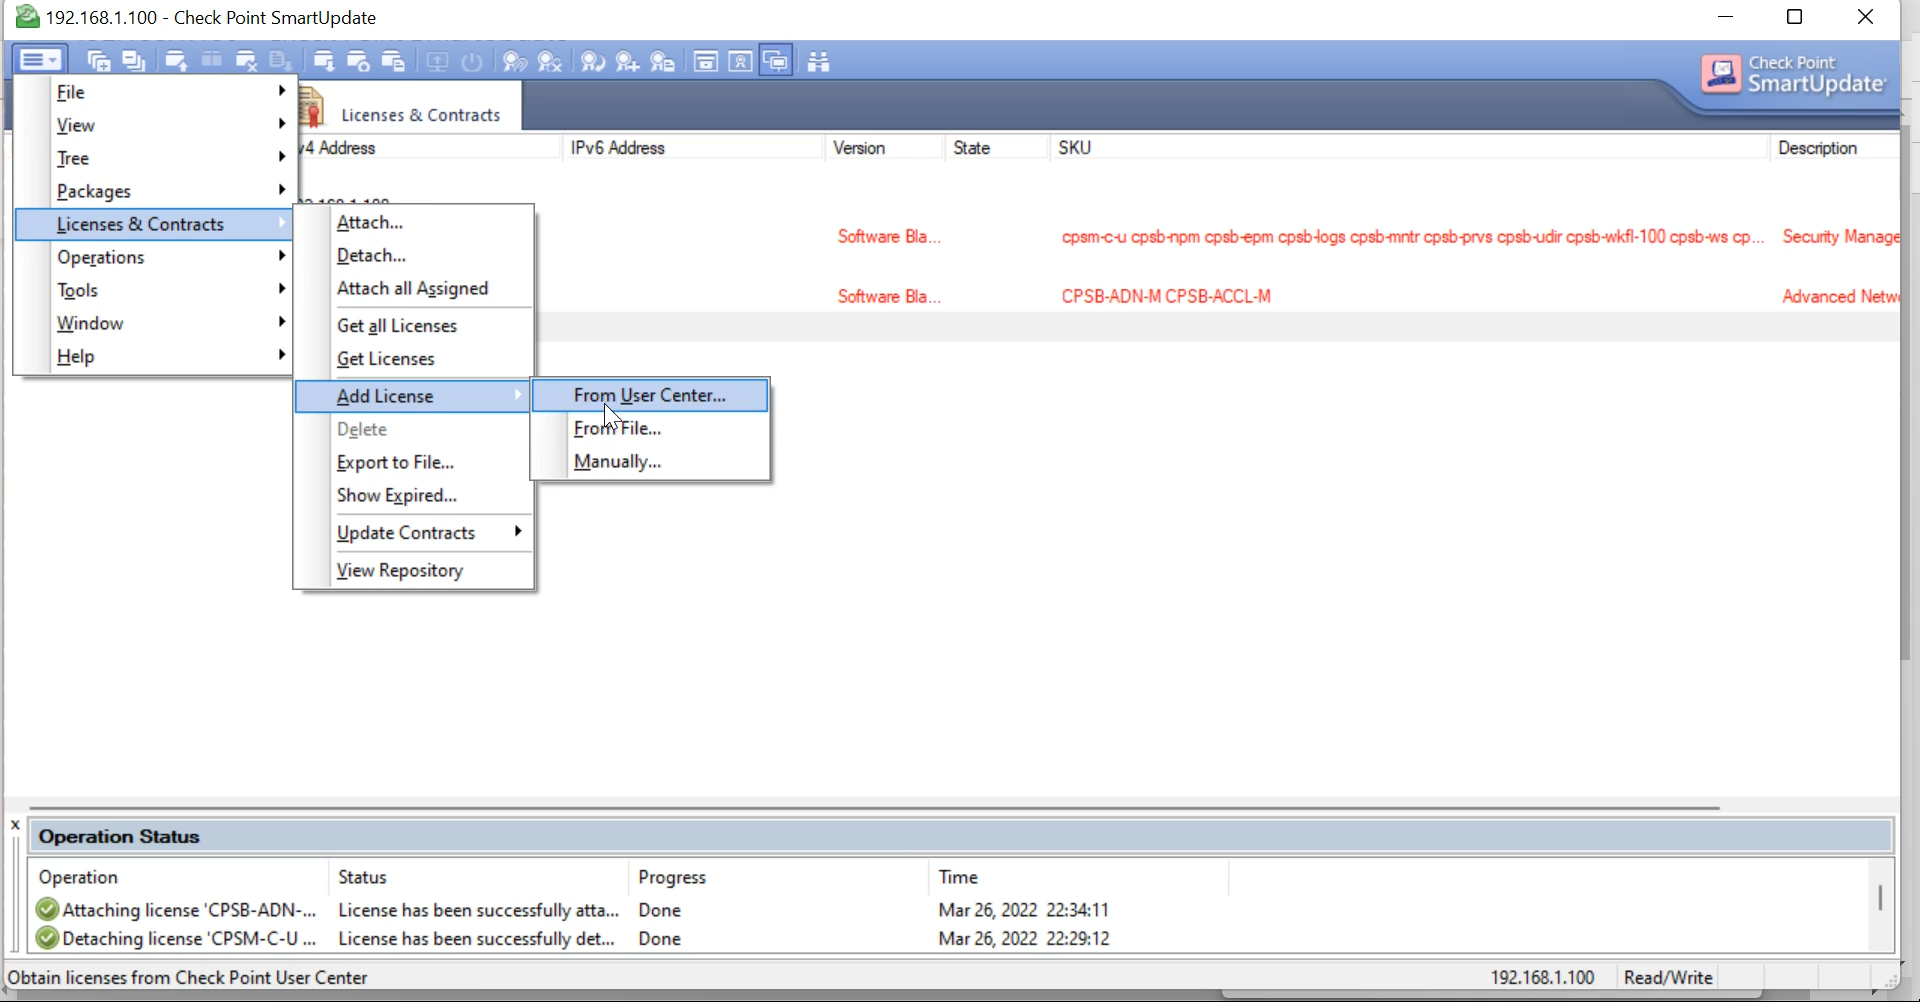 192.168.1.100 - Check Point SmartUpdate
Check Point
SmartUpdate
File
View
Tree
Packages
Licenses & Contracts
Operations
Tools
Window
Help
Licenses & Contracts
v4 Address
IPv6 Address
Version
State
SKU
Description
Software Bla...
cpsm-c-u cpsb-npm cpsb-epm cpsb-logs cpsb-mntr cpsb-prvs cpsb-udir cpsb-wkfl-100 cpsb-ws cp...
Security Manage
Software Bla...
CPSB-ADN-M CPSB-ACCL-M
Advanced Netw
Attach...
Detach...
Attach all Assigned
Get all Licenses
Get Licenses
Add License
Delete
Export to File...
Show Expired...
Update Contracts
View Repository
From User Center...
From File...
Manually...
x
Operation Status
Operation
Status
Progress
Time
Attaching license 'CPSB-ADN-...
License has been successfully atta...
Done
Mar 26, 2022 22:34:11
Detaching license 'CPSM-C-U ...
License has been successfully det...
Done
Mar 26, 2022 22:29:12
Obtain licenses from Check Point User Center
192.168.1.100
Read/Write